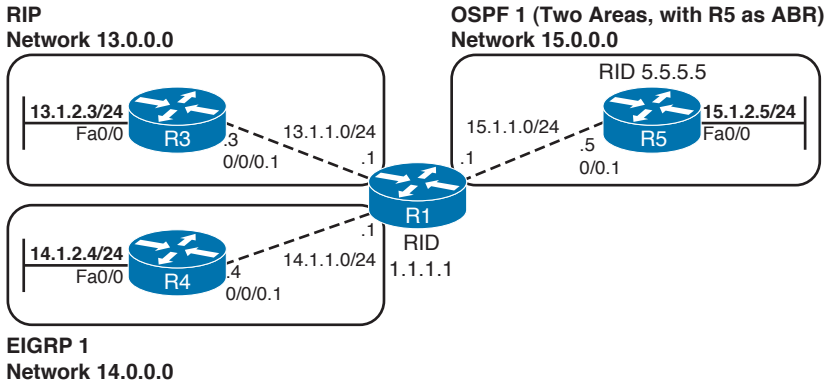 RIP
Network 13.0.0.0
OSPF 1 (Two Areas, with R5 as ABR)
Network 15.0.0.0
RID 5.5.5.5
13.1.2.3/24
Fa0/0
R3
.3
0/0/0.1
13.1.1.0/24
.1
15.1.1.0/24
.1
.5
0/0.1
R5
15.1.2.5/24
Fa0/0
R1
RID
1.1.1.1
.1
14.1.1.0/24
14.1.2.4/24
Fa0/0
R4
.4
0/0/0.1
EIGRP 1
Network 14.0.0.0